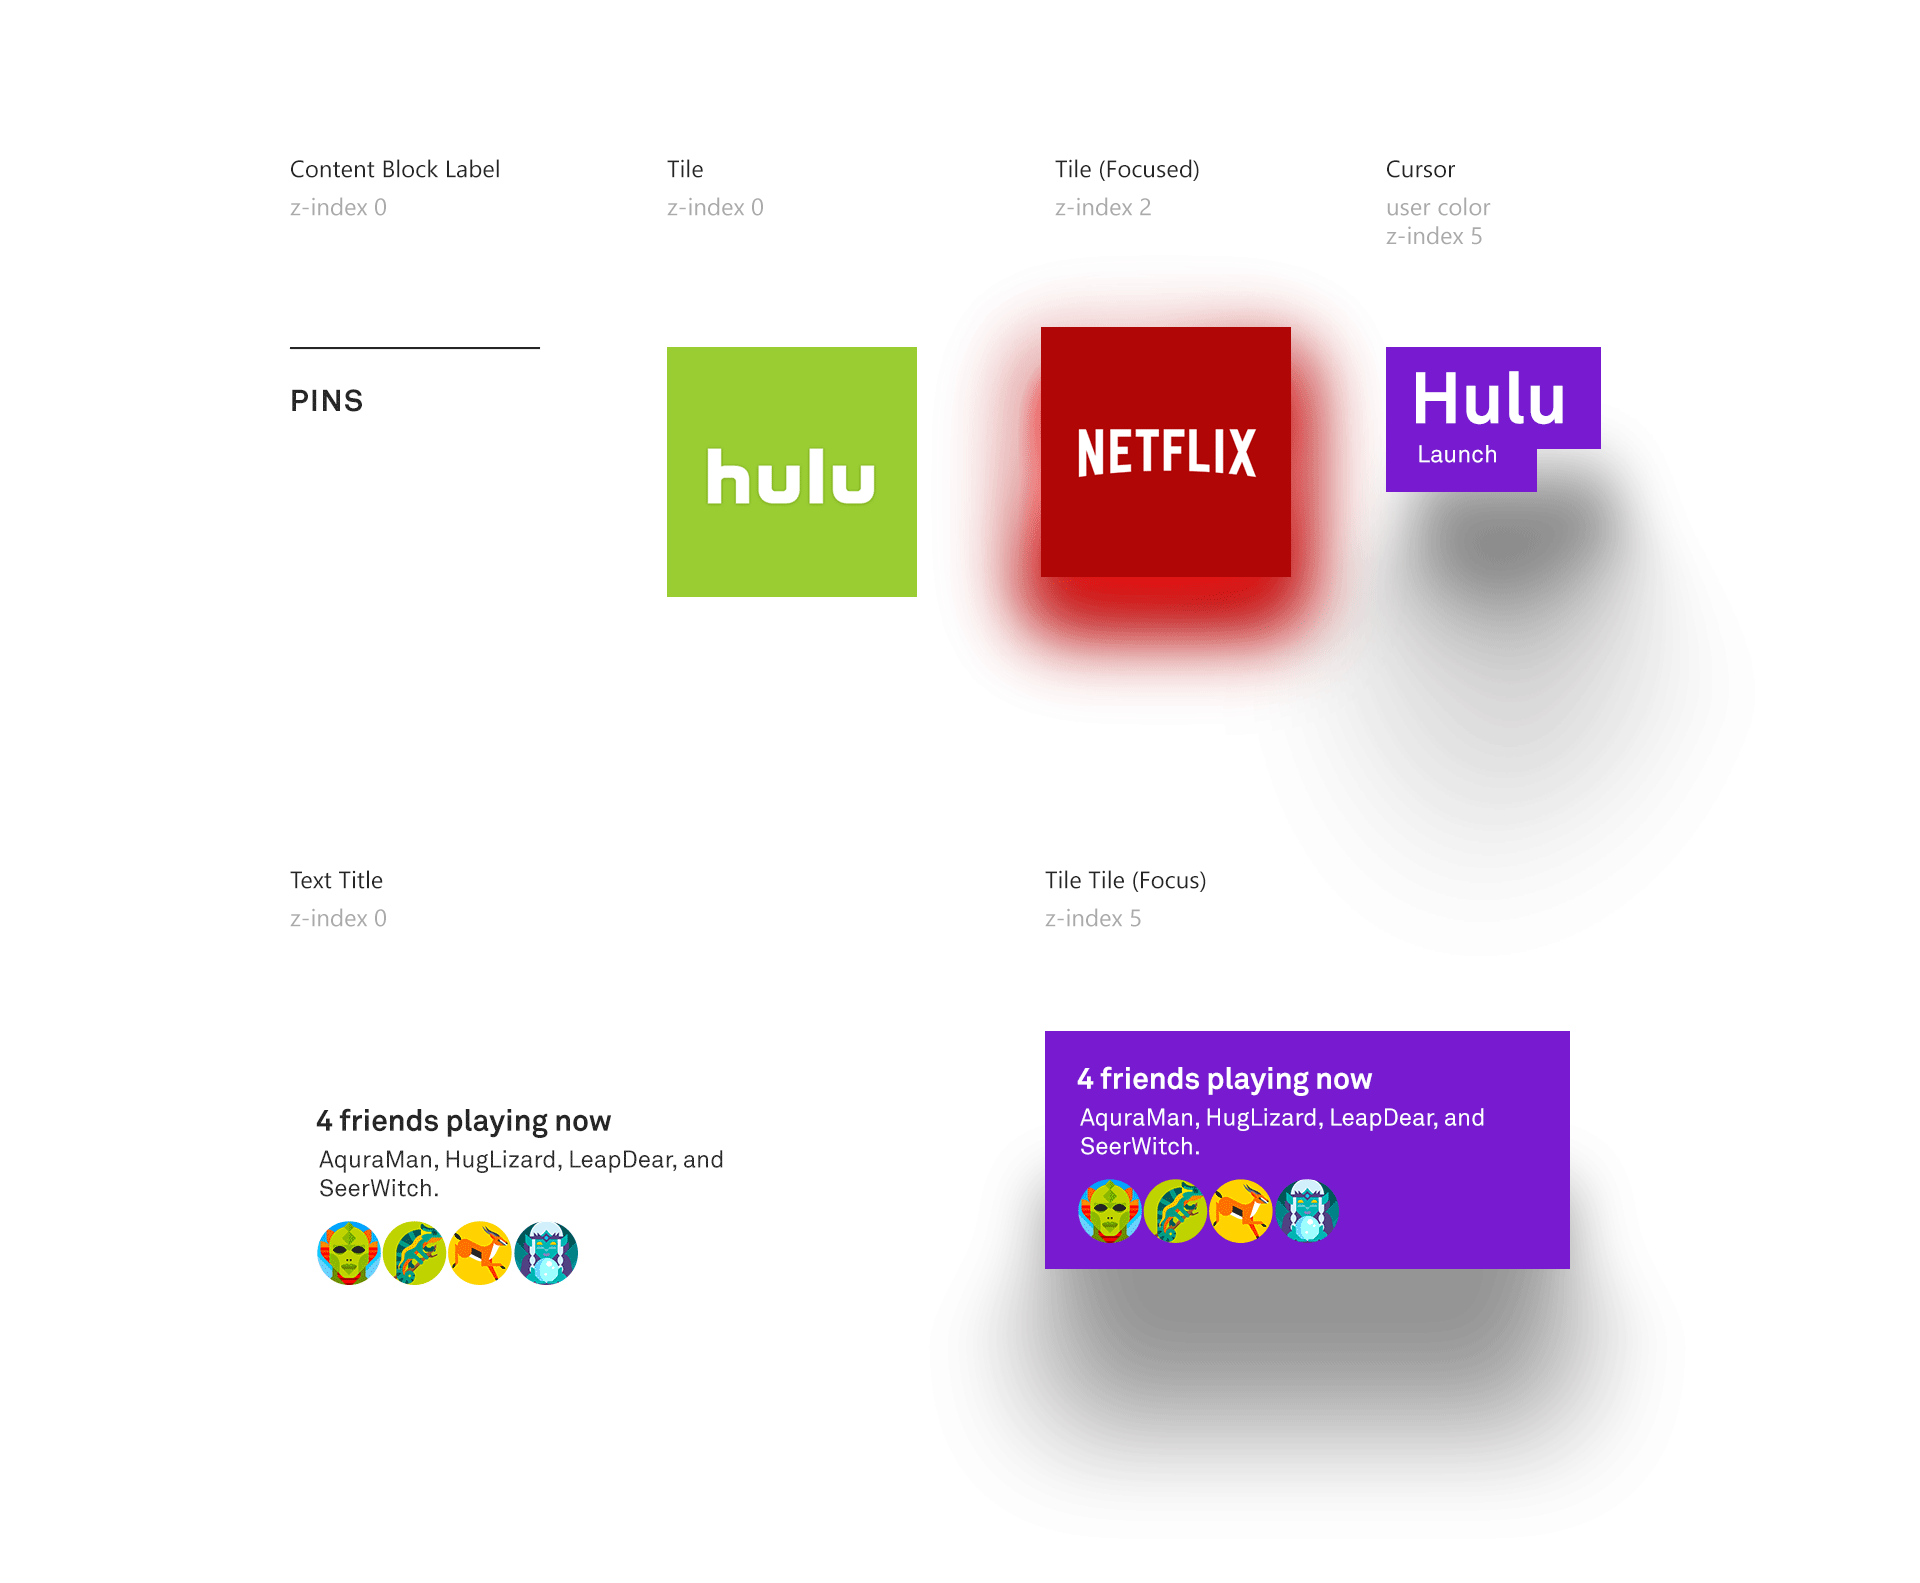 Content Block Label
z-index 0
Tile
z-index 0
Tile (Focused)
z-index 2
Cursor
user color
z-index 5
PINS
hulu
NETFLIX
Hulu
Launch
Text Title
z-index 0
Tile Tile (Focus)
z-index 5
4 friends playing now
AquraMan, HugLizard, LeapDear, and
SeerWitch.
4 friends playing now
AquraMan, HugLizard, LeapDear, and
SeerWitch.